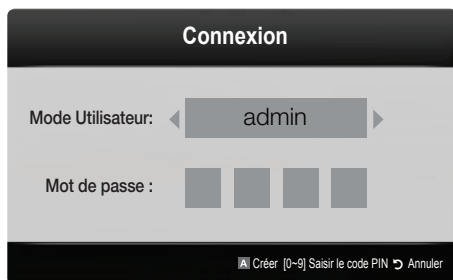 Connexion
Mode Utilisateur: admin
Mot de passe :
A Créer [0~9] Saisir le code PIN Annuler